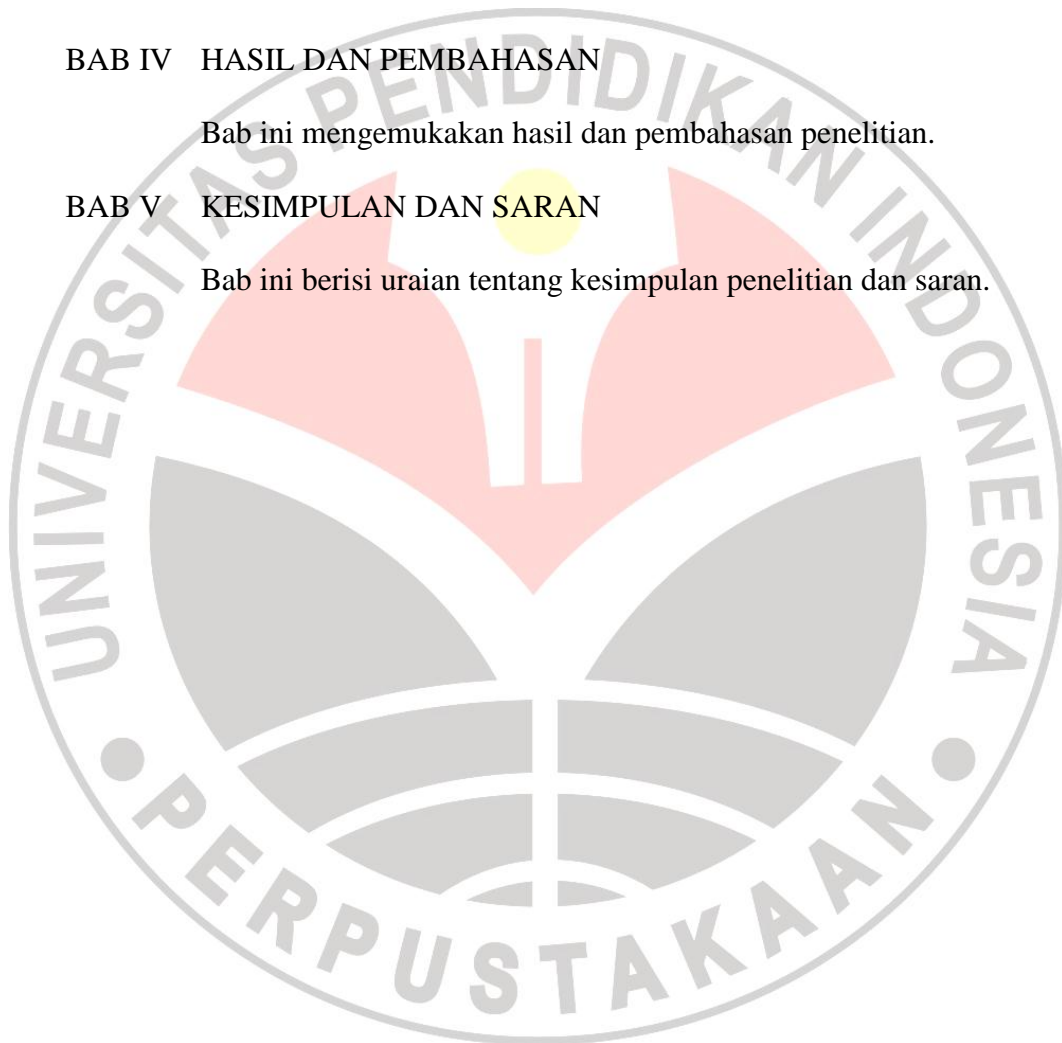 BAB IV HASIL DAN PEMBAHASAN
Bab ini mengemukakan hasil dan pembahasan penelitian.
BAB V KESIMPULAN DAN SARAN
Bab ini berisi uraian tentang kesimpulan penelitian dan saran.
UNIVERSITAS PENDIDIKAN INDONESIA
PERPUSTAKAAN